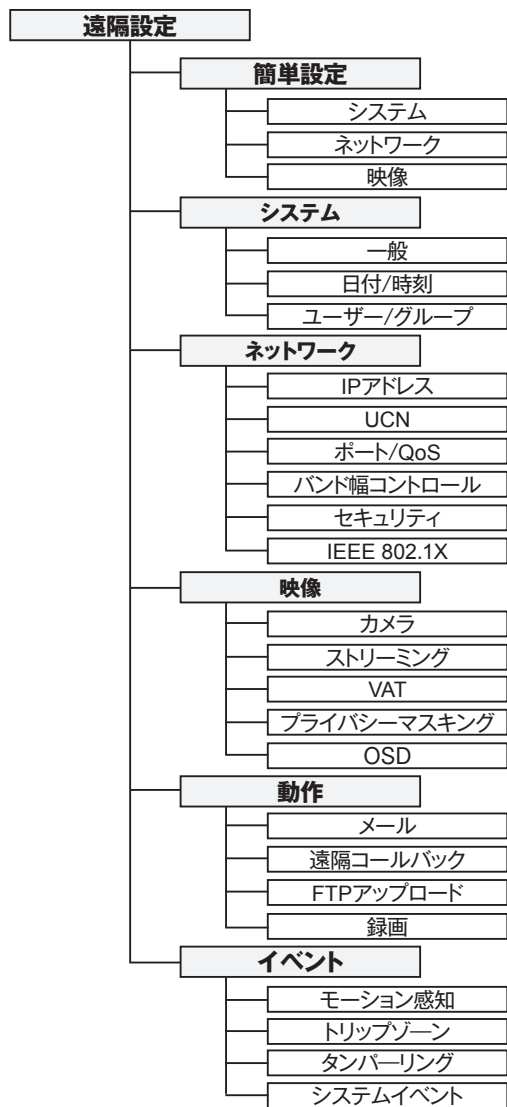 遠隔設定
簡単設定
システム
ネットワーク
映像
システム
一般
日付/時刻
ユーザー/グループ
ネットワーク
IPアドレス
UCN
ポート/QoS
バンド幅コントロール
セキュリティ
IEEE 802.1X
映像
カメラ
ストリーミング
VAT
プライバシーマスキング
OSD
動作
メール
遠隔コールバック
FTPアップロード
録画
イベント
モーション感知
トリップゾーン
タンパーリング
システムイベント